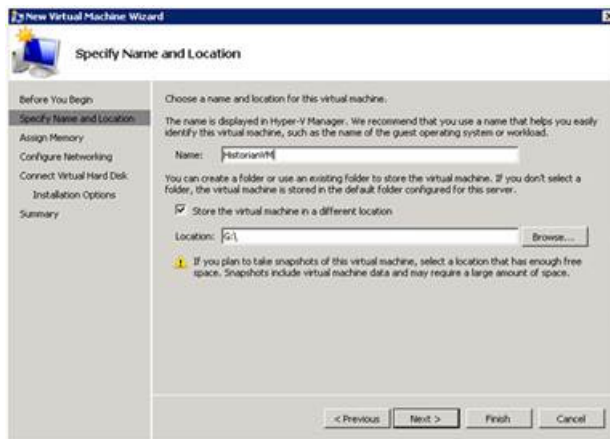 New Virtual Machine Wizard
Specify Name and Location
Before You Begin
Specify Name and Location
Assign Memory
Configure Networking
Connect Virtual Hard Disk
Installation Options
Summary
Choose a name and location for this virtual machine.
The name is displayed in Hyper-V Manager. We recommend that you use a name that helps you easily
identify this virtual machine, such as the name of the guest operating system or workload.
Name: HistorianVM
You can create a folder or use an existing folder to store the virtual machine. If you don't select a
folder, the virtual machine is stored in the default folder configured for this server.
Store the virtual machine in a different location
Location: G:\
Browse...
If you plan to take snapshots of this virtual machine, select a location that has enough free
space. Snapshots include virtual machine data and may require a large amount of space.
< Previous
Next >
Finish
Cancel